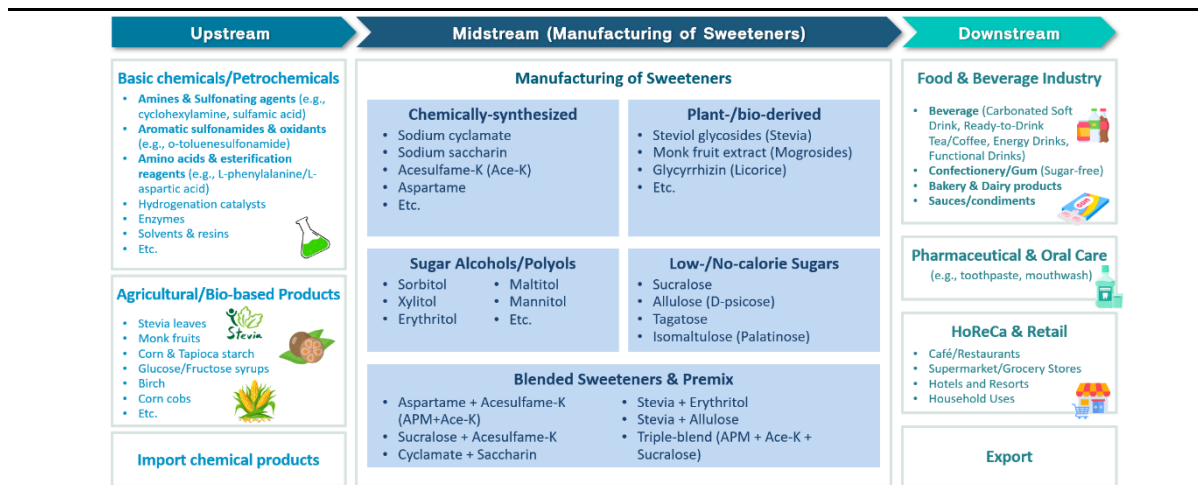 Upstream
Midstream (Manufacturing of Sweeteners)
Downstream
Basic chemicals/Petrochemicals
• Amines & Sulfonating agents (e.g.,
cyclohexylamine, sulfamic acid)
• Aromatic sulfonamides & oxidants
(e.g., o-toluenesulfonamide)
• Amino acids & esterification
reagents (e.g., L-phenylalanine/L-
aspartic acid)
• Hydrogenation catalysts
• Enzymes
• Solvents & resins
• Etc.
Agricultural/Bio-based Products
• Stevia leaves
• Monk fruits
• Corn & Tapioca starch
• Glucose/Fructose syrups
• Birch
• Corn cobs
• Etc.
Stevia
Import chemical products
Manufacturing of Sweeteners
Chemically-synthesized
• Sodium cyclamate
• Sodium saccharin
• Acesulfame-K (Ace-K)
• Aspartame
• Etc.
Plant-/bio-derived
• Steviol glycosides (Stevia)
• Monk fruit extract (Mogrosides)
• Glycyrrhizin (Licorice)
• Etc.
Sugar Alcohols/Polyols
• Sorbitol
• Xylitol
• Erythritol
• Maltitol
• Mannitol
• Etc.
Low-/No-calorie Sugars
• Sucralose
• Allulose (D-psicose)
• Tagatose
• Isomaltulose (Palatinose)
Blended Sweeteners & Premix
• Aspartame + Acesulfame-K
(APM+Ace-K)
• Sucralose + Acesulfame-K
• Cyclamate + Saccharin
• Stevia + Erythritol
• Stevia + Allulose
• Triple-blend (APM + Ace-K +
Sucralose)
Food & Beverage Industry
• Beverage (Carbonated Soft
Drink, Ready-to-Drink
Tea/Coffee, Energy Drinks,
Functional Drinks)
• Confectionery/Gum (Sugar-free)
• Bakery & Dairy products
• Sauces/condiments
GUM
Pharmaceutical & Oral Care
(e.g., toothpaste, mouthwash)
HoReCa & Retail
• Café/Restaurants
• Supermarket/Grocery Stores
• Hotels and Resorts
• Household Uses
Export